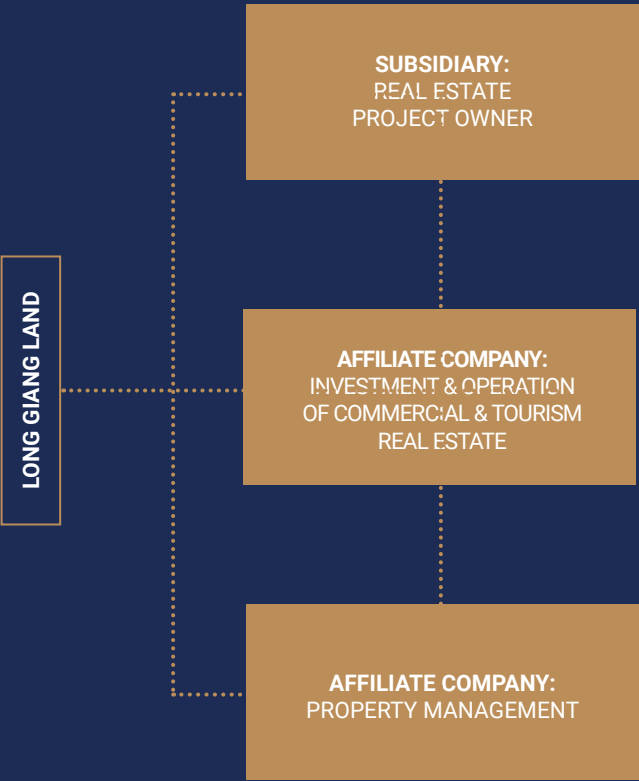 LONG GIANG LAND
SUBSIDIARY:
REAL ESTATE
PROJECT OWNER
AFFILIATE COMPANY:
INVESTMENT & OPERATION
OF COMMERCIAL & TOURISM
REAL ESTATE
AFFILIATE COMPANY:
PROPERTY MANAGEMENT